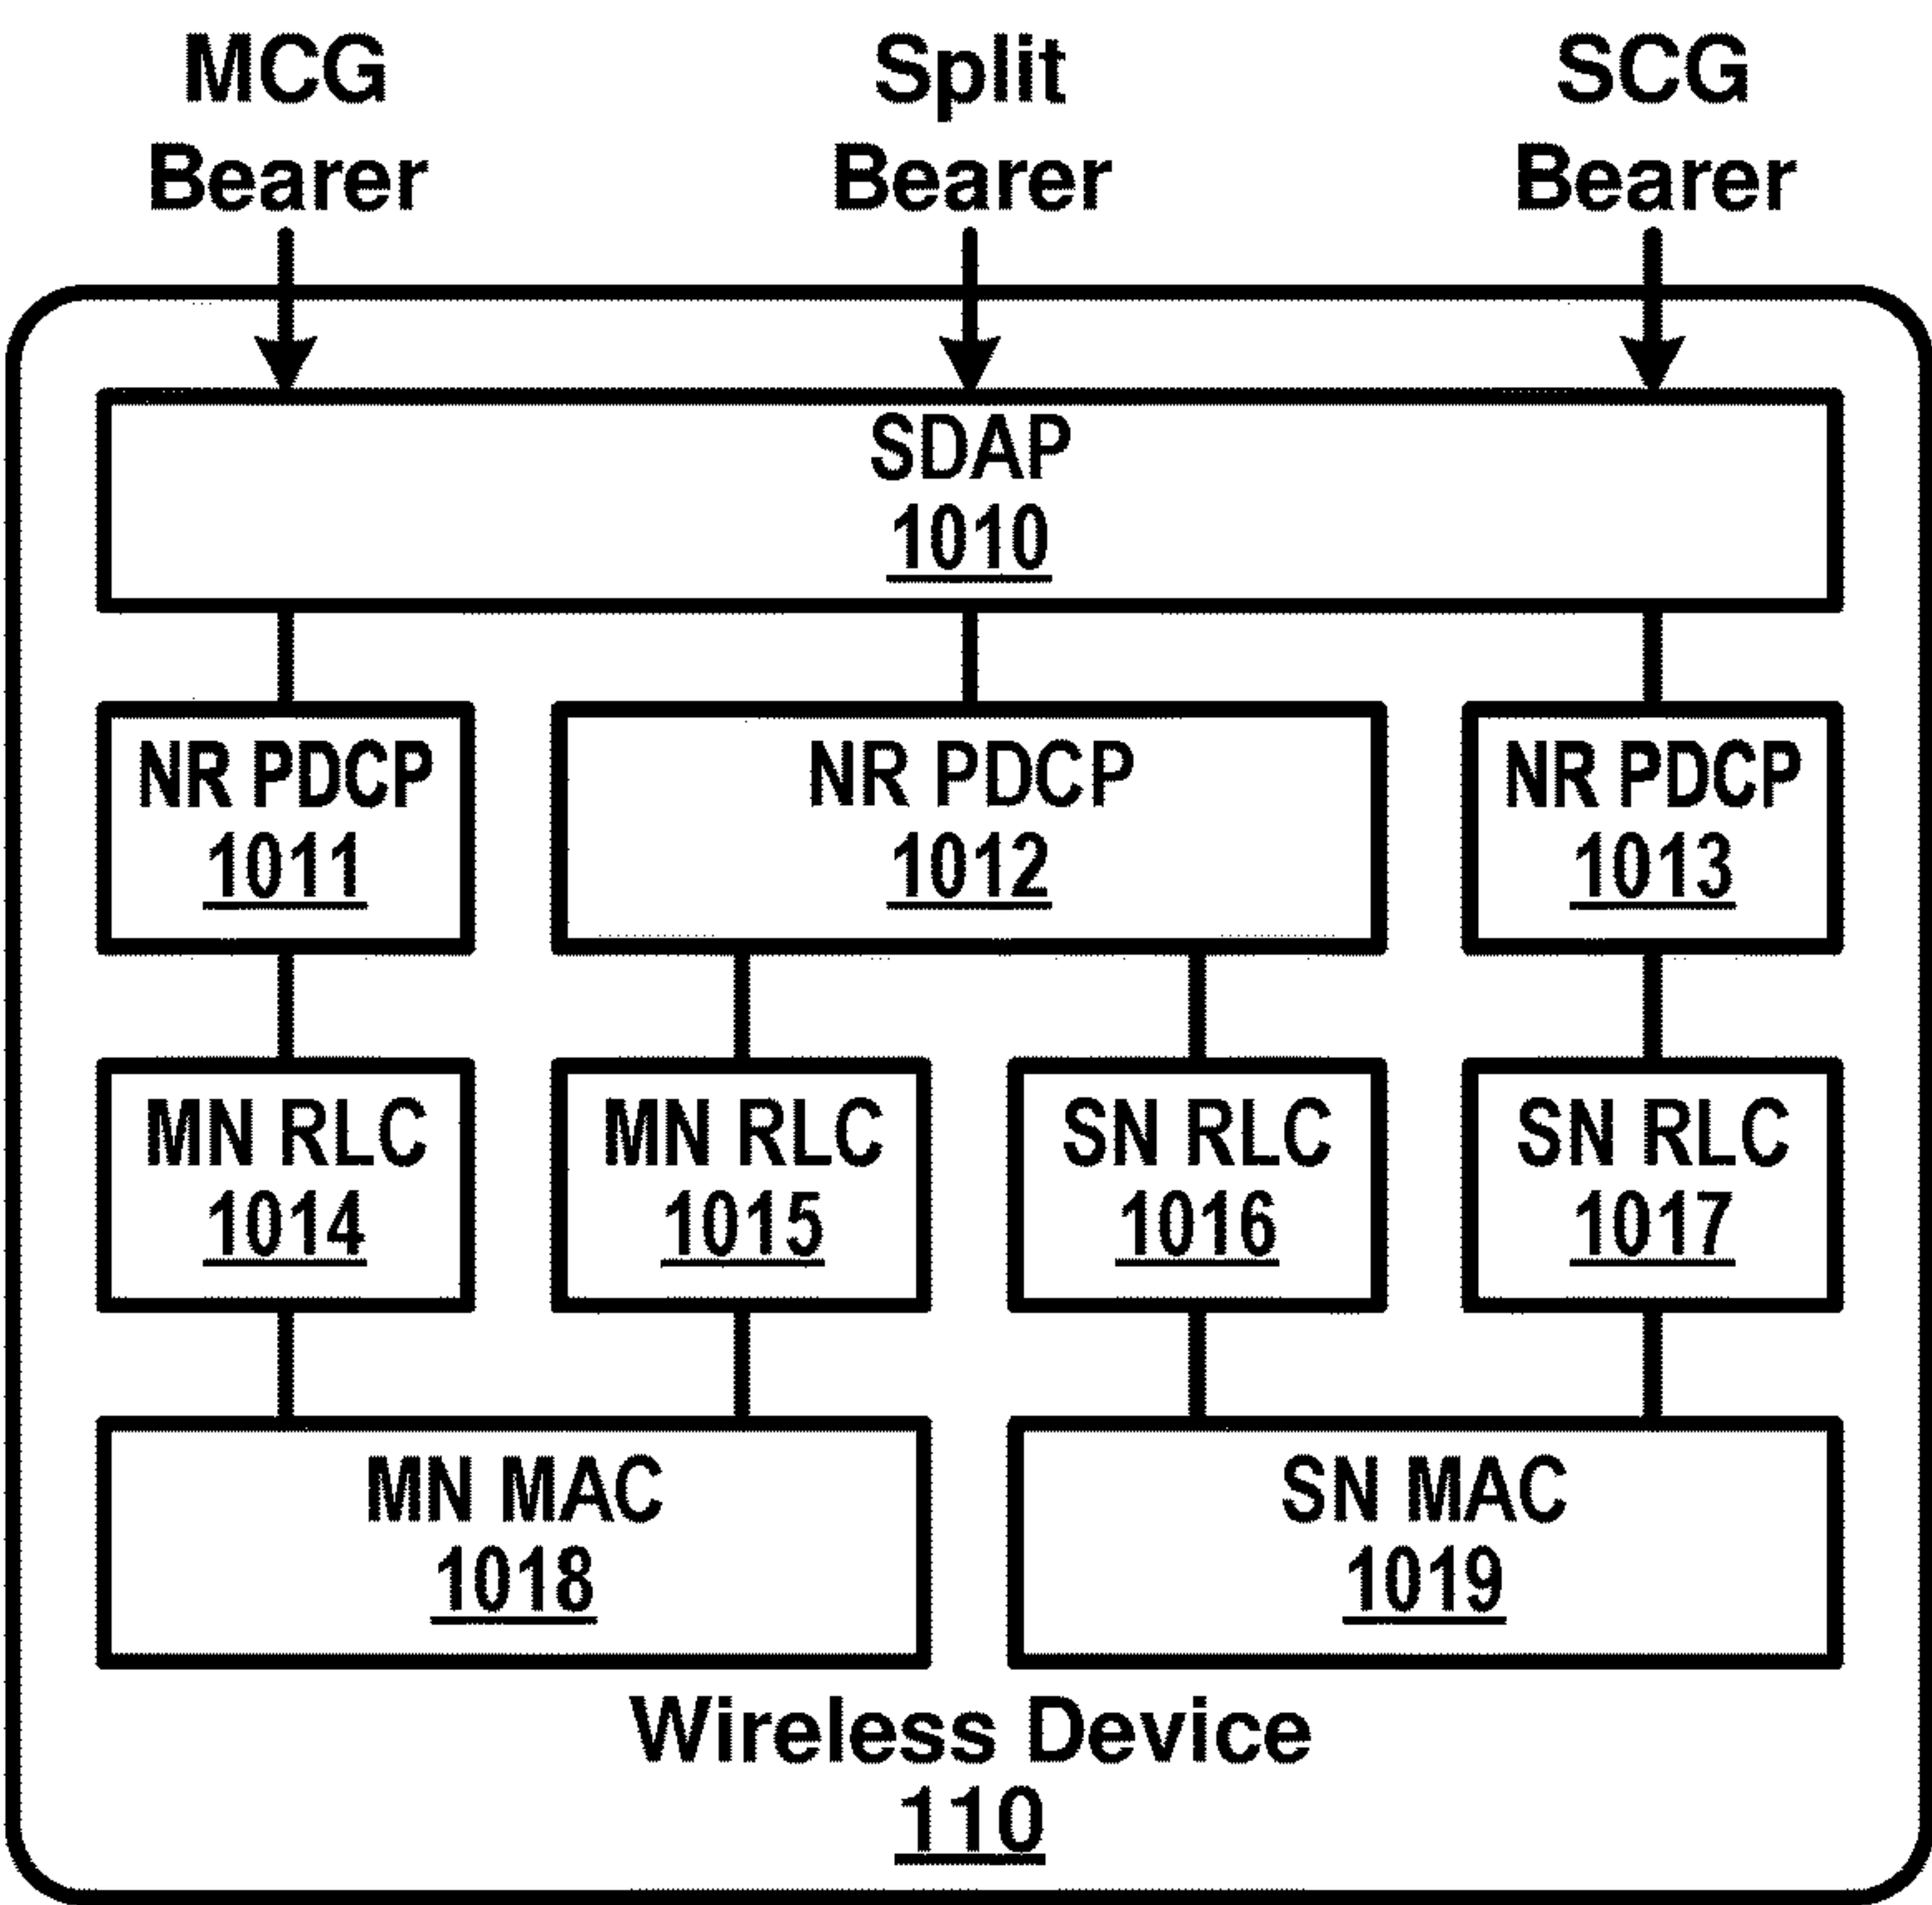 MCG
Bearer
Split
Bearer
SCG
Bearer
SDAP
1010
NR PDCP
1011
NR PDCP
1012
NR PDCP
1013
MN RLC
1014
MN RLC
1015
SN RLC
1016
SN RLC
1017
MN MAC
1018
SN MAC
1019
Wireless Device
110